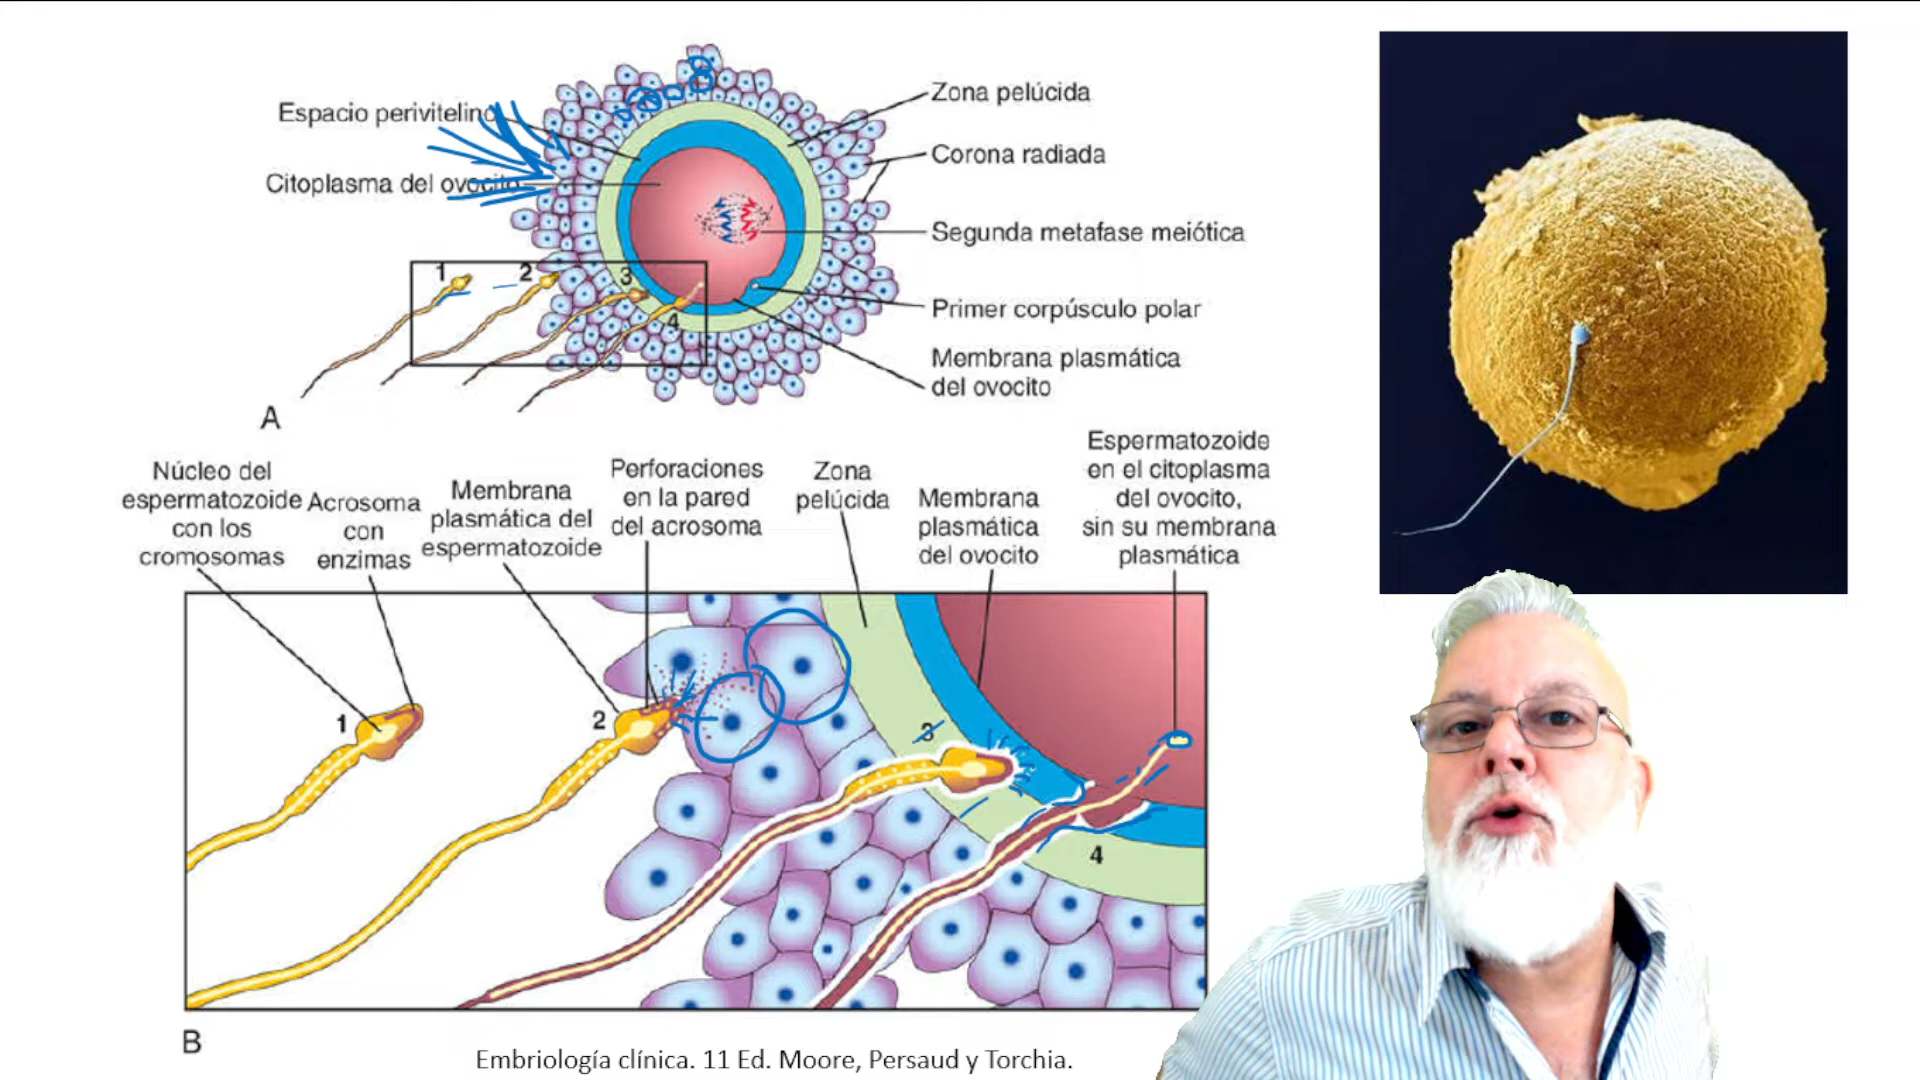 Espacio perivitelino
Citoplasma del ovocito
Zona pelúcida
Corona radiada
Segunda metafase meiótica
Primer corpúsculo polar
Membrana plasmática
del ovocito
1
2
3
4
A
Núcleo del
espermatozoide
con los
cromosomas
Acrosoma
con
enzimas
Membrana
plasmática del
espermatozoide
Perforaciones
en la pared
del acrosoma
Zona
pelúcida
Membrana
plasmática
del ovocito
Espermatozoide
en el citoplasma
del ovocito,
sin su membrana
plasmática
1
2
3
4
B
Embriología clínica. 11 Ed. Moore, Persaud y Torchia.